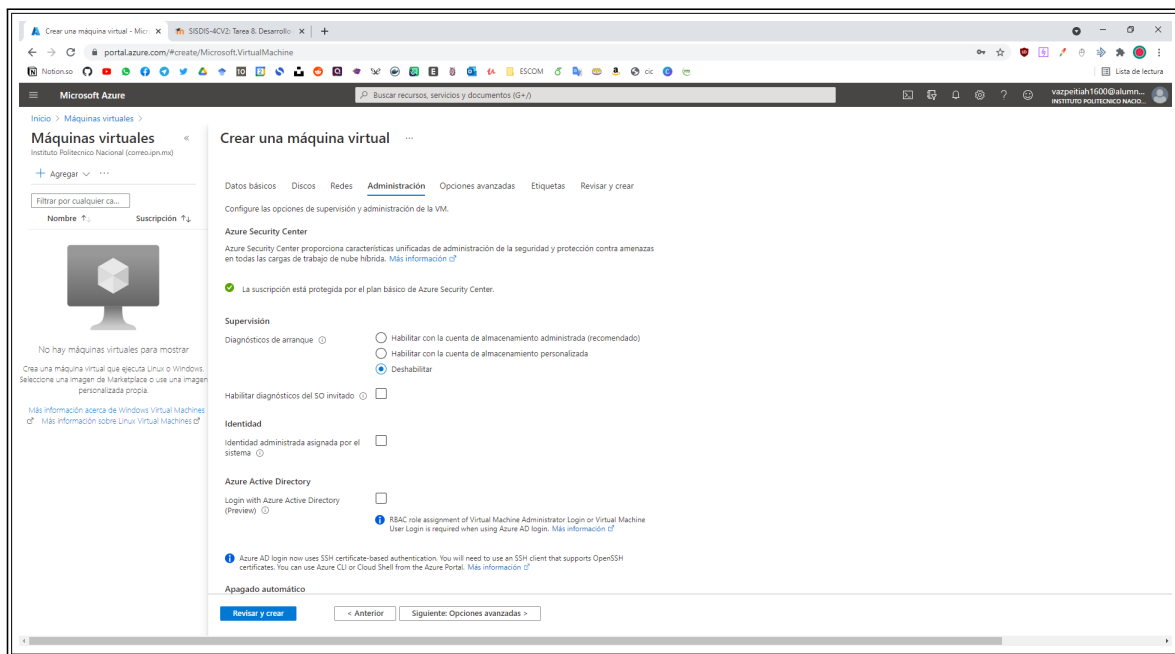 Crear una máquina virtual - Micr
SISDIS-4CV2: Tarea 8. Desarrollo
portal.azure.com/#create/Microsoft.VirtualMachine
Notion.so
ESCOM
cic
Lista de lectura
Microsoft Azure
Buscar recursos, servicios y documentos (G+/)
vazpeitiah1600@alumn...
INSTITUTO POLITECNICO NACIO...
Inicio > Máquinas virtuales >
Máquinas virtuales «
Instituto Politecnico Nacional (correo.ipn.mx)
+ Agregar ...
Filtrar por cualquier ca...
Nombre ↑↓ Suscripción ↑↓
No hay máquinas virtuales para mostrar
Crea una máquina virtual que ejecuta Linux o Windows.
Seleccione una imagen de Marketplace o use una imagen
personalizada propia.
Más información acerca de Windows Virtual Machines
Más información sobre Linux Virtual Machines
Crear una máquina virtual ...
Datos básicos Discos Redes Administración Opciones avanzadas Etiquetas Revisar y crear
Configure las opciones de supervisión y administración de la VM.
Azure Security Center
Azure Security Center proporciona características unificadas de administración de la seguridad y protección contra amenazas
en todas las cargas de trabajo de nube híbrida. Más información
La suscripción está protegida por el plan básico de Azure Security Center.
Supervisión
Diagnósticos de arranque
Habilitar con la cuenta de almacenamiento administrada (recomendado)
Habilitar con la cuenta de almacenamiento personalizada
Deshabilitar
Habilitar diagnósticos del SO invitado
Identidad
Identidad administrada asignada por el
sistema
Azure Active Directory
Login with Azure Active Directory
(Preview)
RBAC role assignment of Virtual Machine Administrator Login or Virtual Machine
User Login is required when using Azure AD login. Más información
Azure AD login now uses SSH certificate-based authentication. You will need to use an SSH client that supports OpenSSH
certificates. You can use Azure CLI or Cloud Shell from the Azure Portal. Más información
Apagado automático
Revisar y crear
< Anterior
Siguiente: Opciones avanzadas >